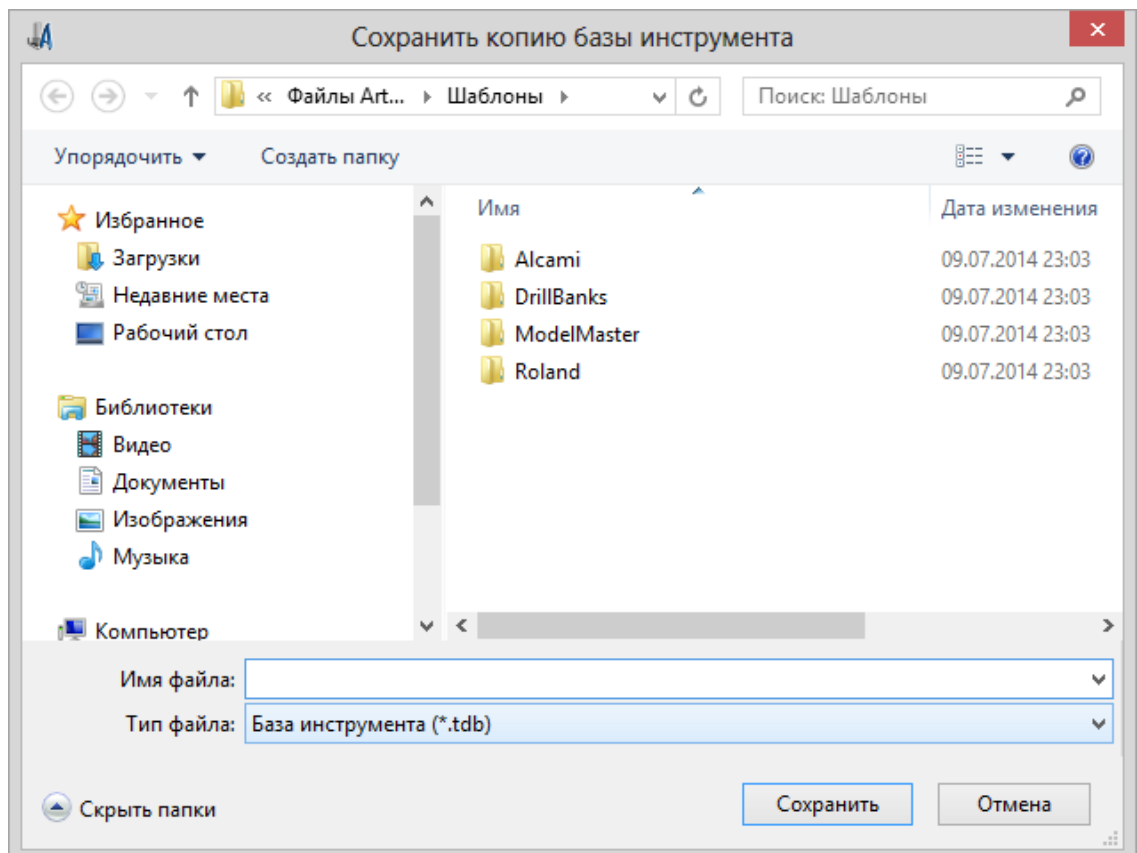 Сохранить копию базы инструмента
« Файлы Art... Шаблоны
Поиск: Шаблоны
Упорядочить
Создать папку
Избранное
Загрузки
Недавние места
Рабочий стол
Библиотеки
Видео
Документы
Изображения
Музыка
Компьютер
Имя Дата изменения
Alcami 09.07.2014 23:03
DrillBanks 09.07.2014 23:03
ModelMaster 09.07.2014 23:03
Roland 09.07.2014 23:03
Имя файла:
Тип файла: База инструмента (*.tdb)
Скрыть папки
Сохранить
Отмена